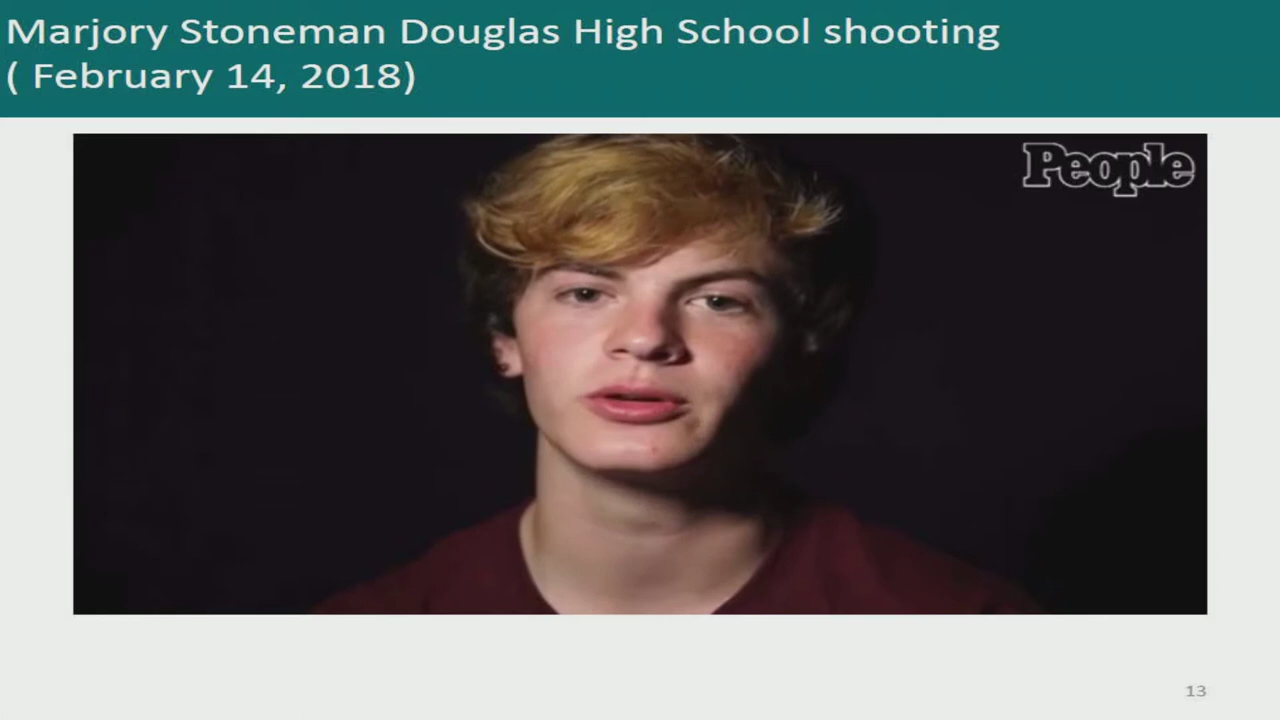 Marjory Stoneman Douglas High School shooting
( February 14, 2018)
People
13